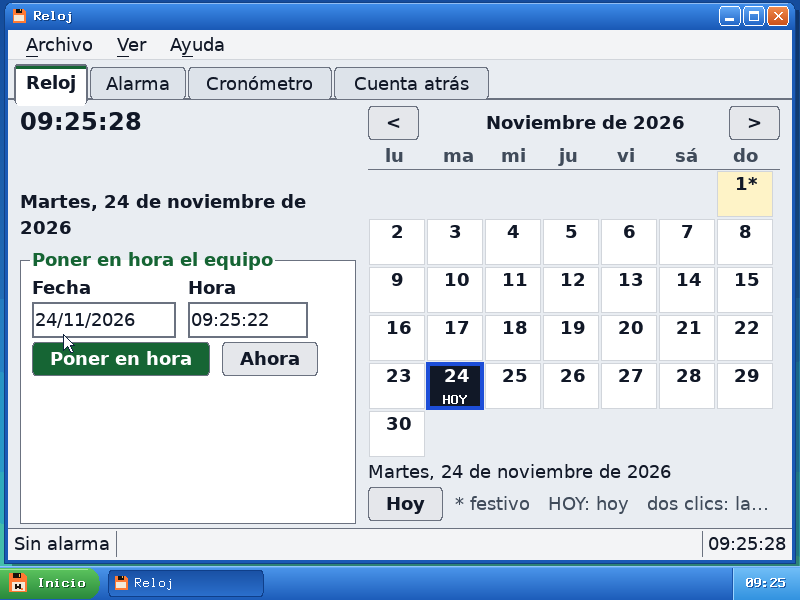 Reloj
Archivo Ver Ayuda
Reloj Alarma Cronómetro Cuenta atrás
09:25:28
Martes, 24 de noviembre de
2026
Poner en hora el equipo
Fecha Hora
24/11/2026 09:25:22
Poner en hora Ahora
< Noviembre de 2026 >
lu ma mi ju vi sá do
1*
2 3 4 5 6 7 8
9 10 11 12 13 14 15
16 17 18 19 20 21 22
23 24 25 26 27 28 29
HOY
30
Martes, 24 de noviembre de 2026
Hoy * festivo HOY: hoy dos clics: la...
Sin alarma 09:25:28
H. Inicio Reloj 09:25